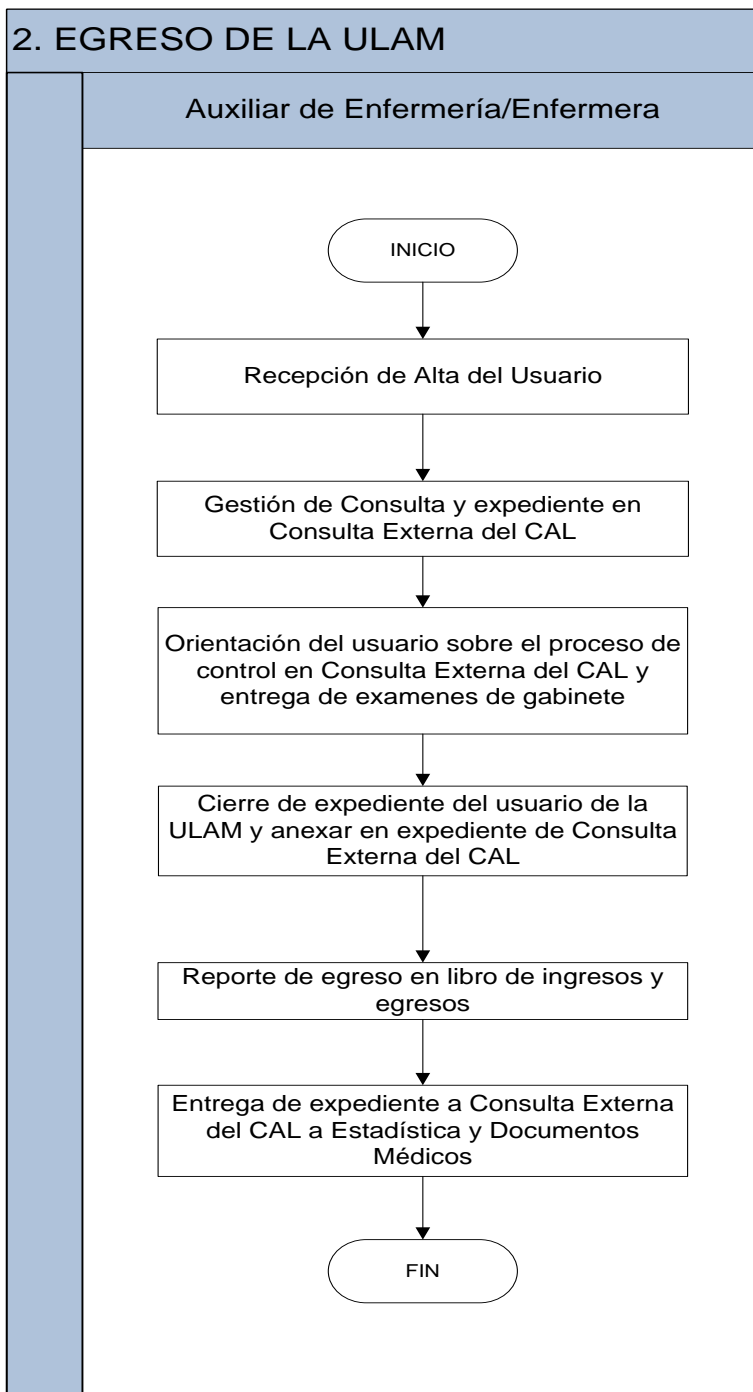 2. EGRESO DE LA ULAM
Auxiliar de Enfermería/Enfermera
INICIO
Recepción de Alta del Usuario
Gestión de Consulta y expediente en
Consulta Externa del CAL
Orientación del usuario sobre el proceso de
control en Consulta Externa del CAL y
entrega de examenes de gabinete
Cierre de expediente del usuario de la
ULAM y anexar en expediente de Consulta
Externa del CAL
Reporte de egreso en libro de ingresos y
egresos
Entrega de expediente a Consulta Externa
del CAL a Estadística y Documentos
Médicos
FIN